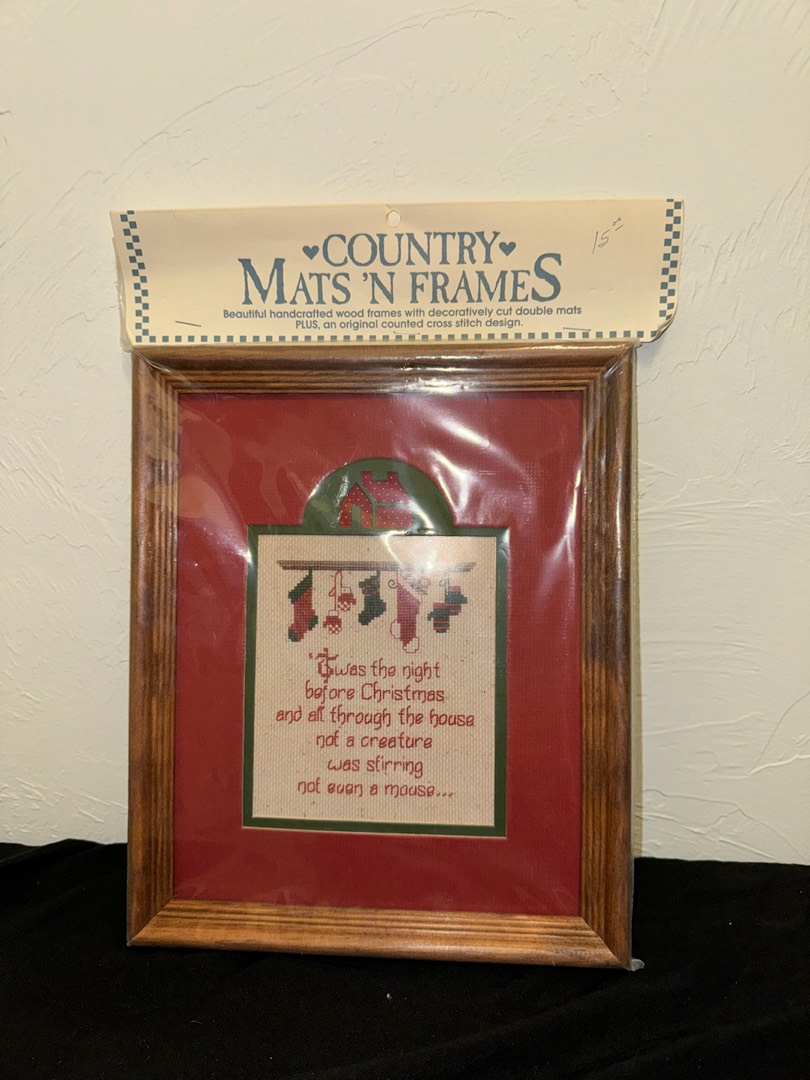 ♥COUNTRY♥
MATS 'N FRAMES
Beautiful handcrafted wood frames with decoratively cut double mats
PLUS, an original counted cross stitch design.
15⁰⁰
'Twas the night
before Christmas
and all through the house
not a creature
was stirring
not even a mouse...